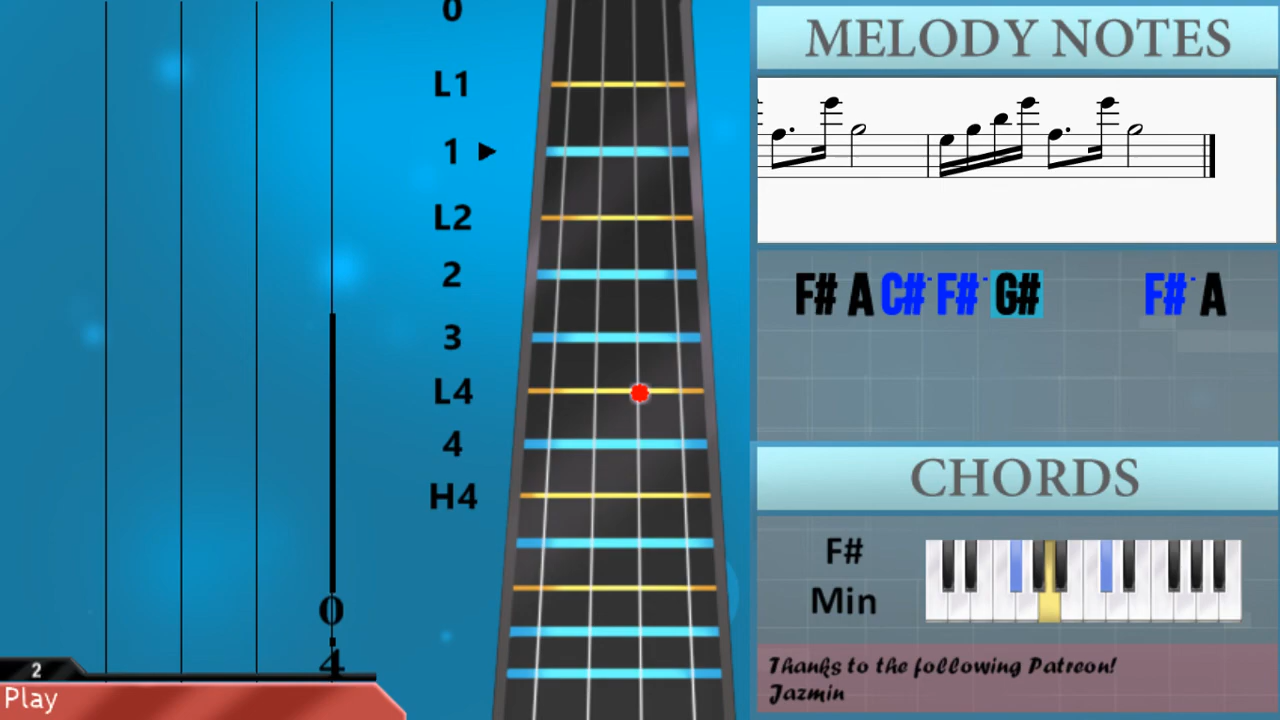 0
L1
1
L2
2
3
L4
4
H4
0
4
2
Play
MELODY NOTES
F# A C#· F#· G# F#· A
CHORDS
F#
Min
Thanks to the following Patreon!
Jazmin